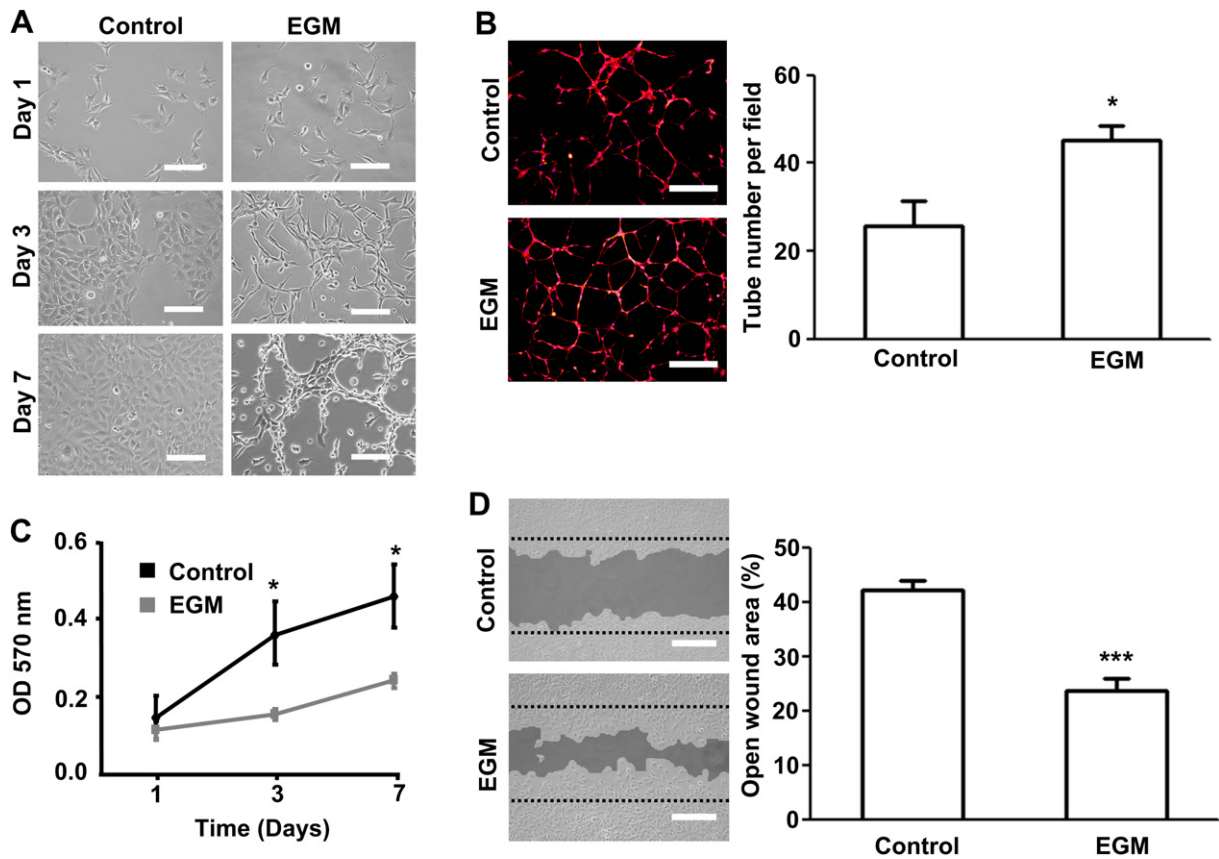 A
Control
EGM
Day 1
Day 3
Day 7
B
Control
EGM
Tube number per field
60
40
20
0
*
Control
EGM
C
OD 570 nm
0.6
0.4
0.2
0.0
Control
EGM
*
*
1
3
7
Time (Days)
D
Control
EGM
Open wound area (%)
50
40
30
20
10
0
***
Control
EGM